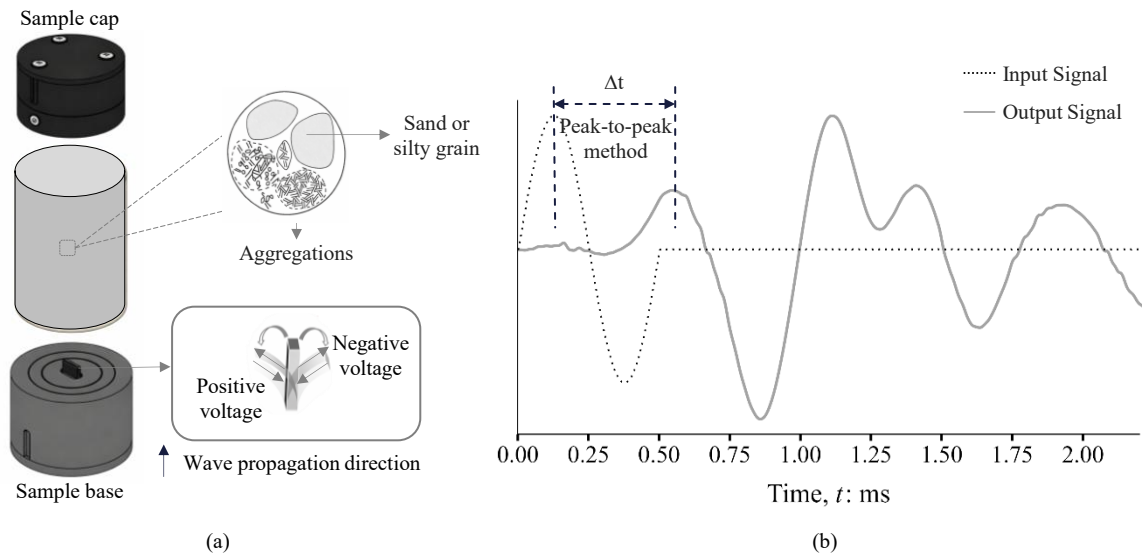 Sample cap
Sand or
silty grain
Aggregations
Negative
voltage
Positive
voltage
Wave propagation direction
Sample base
(a)
Input Signal
Output Signal
Δt
Peak-to-peak
method
0.00 0.25 0.50 0.75 1.00 1.25 1.50 1.75 2.00
Time, t: ms
(b)